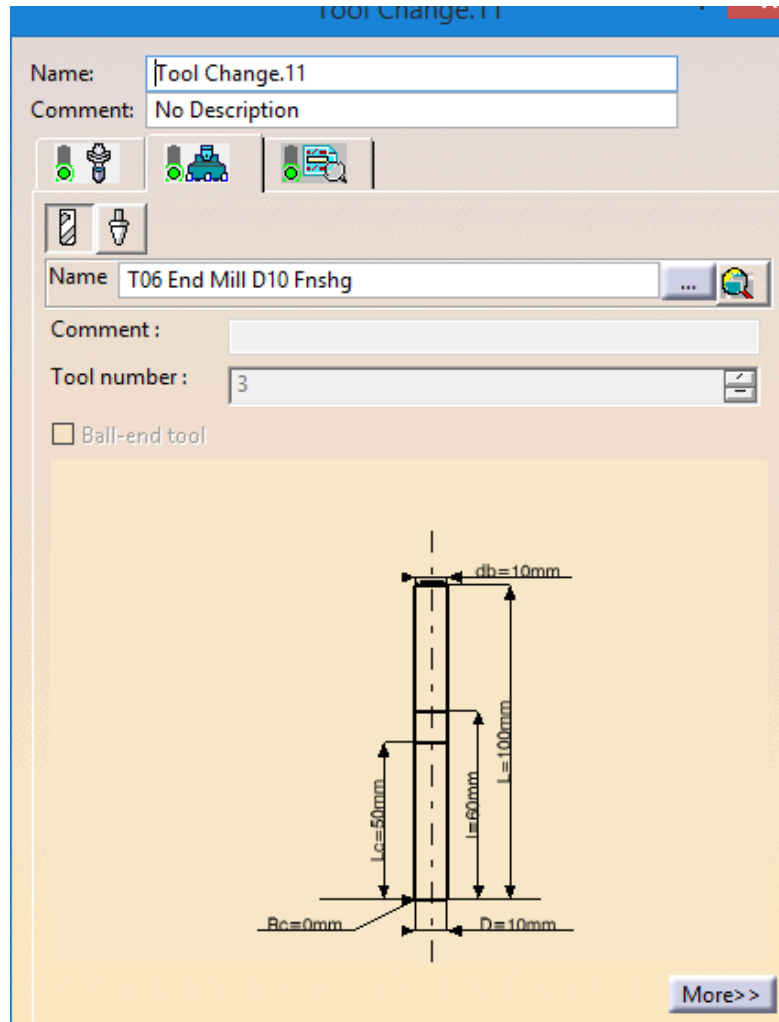 Tool Change.11
Name: Tool Change.11
Comment: No Description
Name T06 End Mill D10 Fnshg ...
Comment :
Tool number : 3
Ball-end tool
db=10mm
L=100mm
l=60mm
Lc=50mm
Rc=0mm
D=10mm
More>>